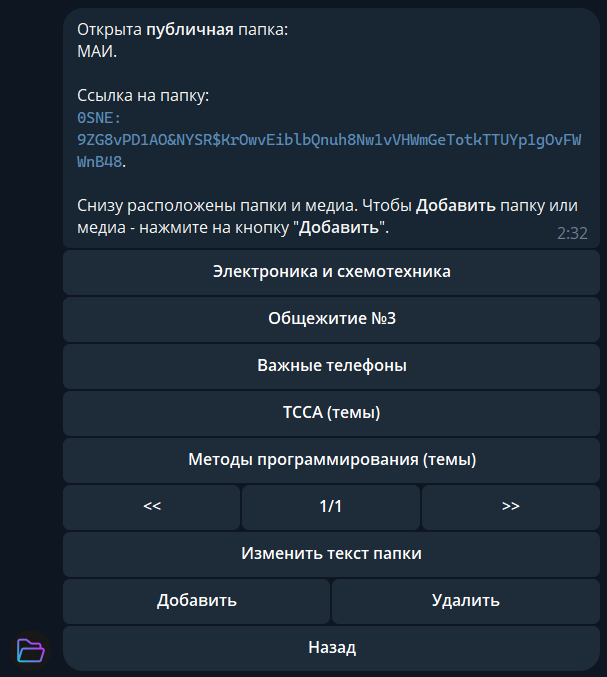 Открыта публичная папка:
МАИ.
Ссылка на папку:
0SNE:
9ZG8vPD1AO&NYSR$KrOwvEiblbQnuh8Nw1vVHWmGeTotkTTUYp1gOvFW
WnB48.
Снизу расположены папки и медиа. Чтобы Добавить папку или
медиа - нажмите на кнопку "Добавить".
2:32
Электроника и схемотехника
Общежитие №3
Важные телефоны
ТССА (темы)
Методы программирования (темы)
<< 1/1 >>
Изменить текст папки
Добавить Удалить
Назад